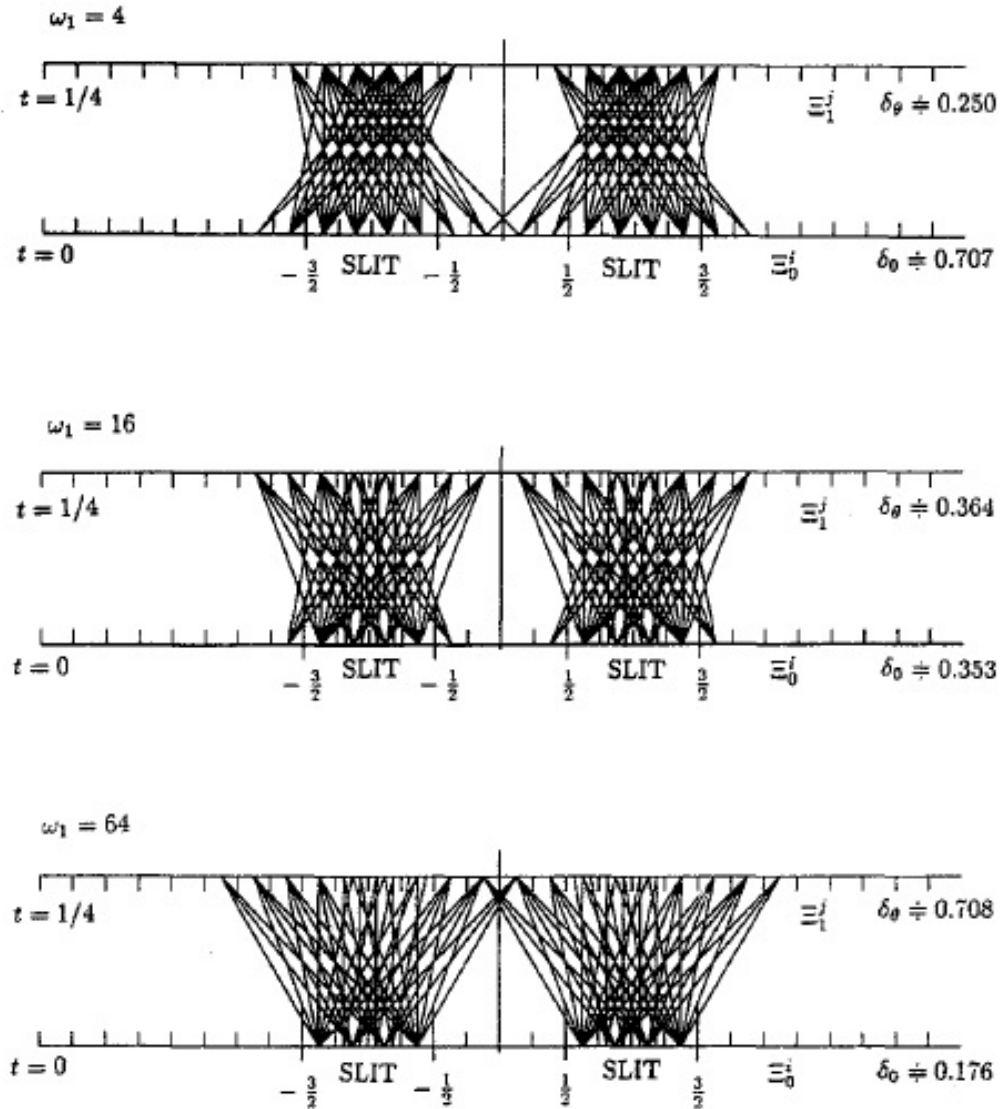 ω₁ = 4
t = 1/4 Ξ₁ʲ δ_θ ≑ 0.250
t = 0 −3/2 SLIT −1/2 1/2 SLIT 3/2 Ξ₀ⁱ δ₀ ≑ 0.707
ω₁ = 16
t = 1/4 Ξ₁ʲ δ_θ ≑ 0.364
t = 0 −3/2 SLIT −1/2 1/2 SLIT 3/2 Ξ₀ⁱ δ₀ ≑ 0.353
ω₁ = 64
t = 1/4 Ξ₁ʲ δ_θ ≑ 0.708
t = 0 −3/2 SLIT −1/2 1/2 SLIT 3/2 Ξ₀ⁱ δ₀ ≑ 0.176